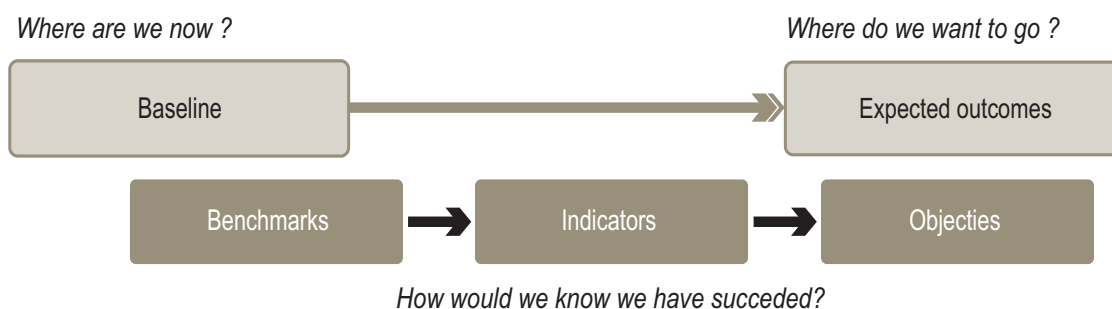 Where are we now ?
Where do we want to go ?
Baseline
Expected outcomes
Benchmarks
Indicators
Objecties
How would we know we have succeded?